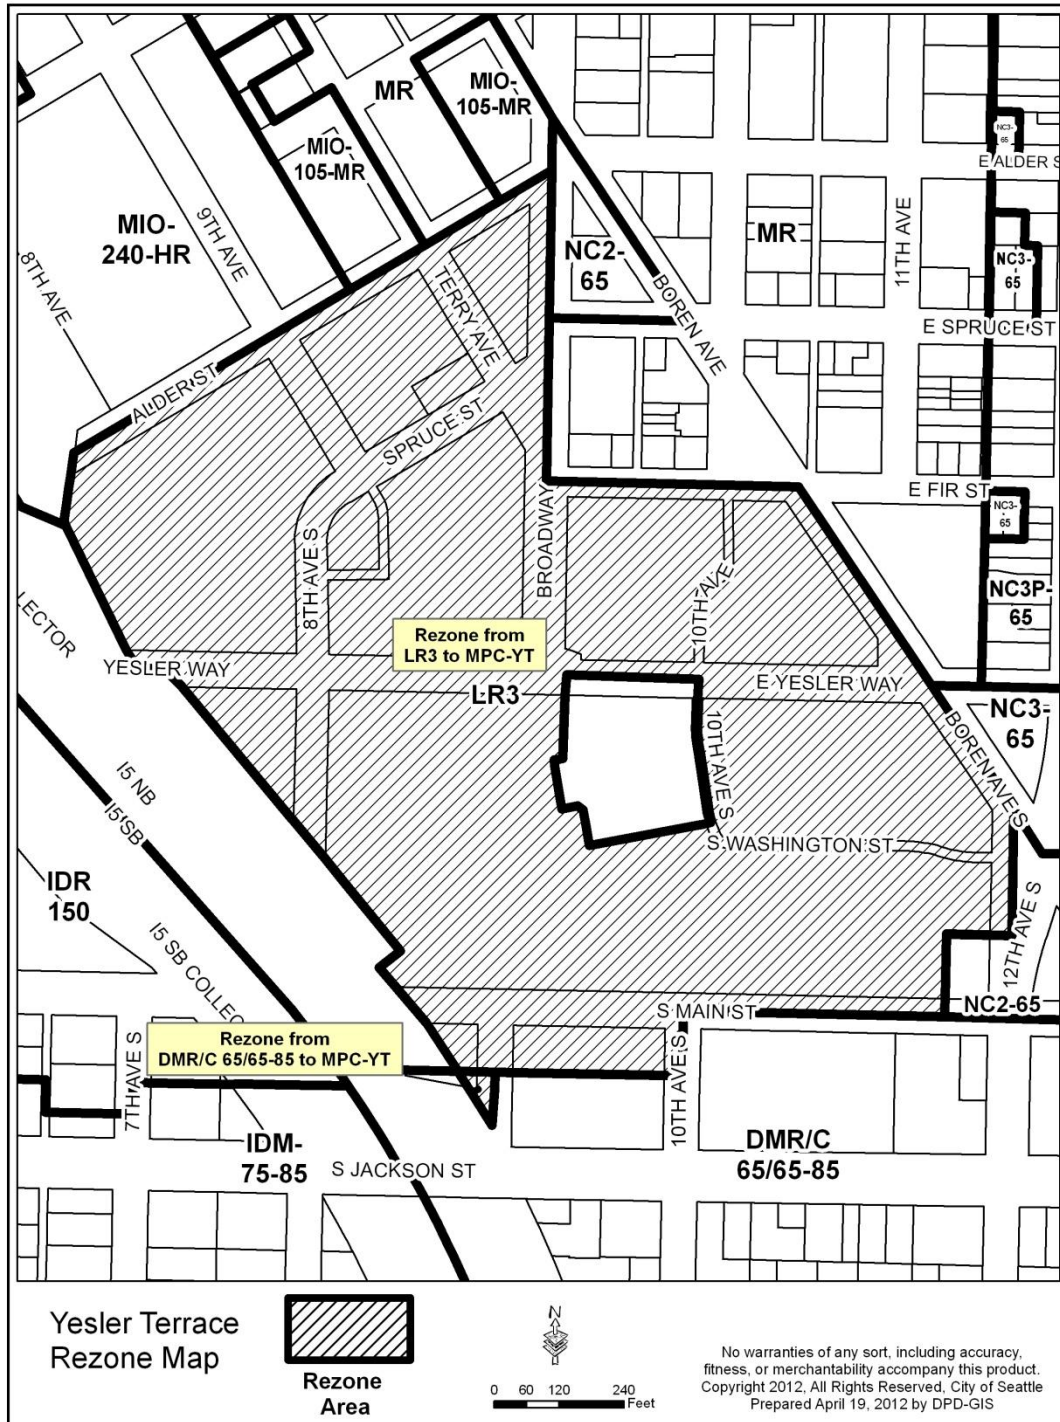 MR
MIO-
105-MR
MIO-
105-MR
NC3-
65
E ALDER S
MIO-
240-HR
9TH AVE
8TH AVE
NC2-
65
MR
11TH AVE
NC3-
65
TERRY AVE
BOREN AVE
E SPRUCE ST
ALDER ST
SPRUCE ST
E FIR ST
NC3-
65
BROADWAY
8TH AVE S
10TH AVE
NC3P-
65
LECTOR
YESLER WAY
Rezone from
LR3 to MPC-YT
LR3
E YESLER WAY
NC3-
65
10TH AVE S
BOREN AVE S
I5 NB
I5 SB
S WASHINGTON ST
IDR
150
I5 SB COLLEC
12TH AVE S
NC2-65
S MAIN ST
Rezone from
DMR/C 65/65-85 to MPC-YT
7TH AVE S
10TH AVE S
IDM-
75-85
DMR/C
65/65-85
S JACKSON ST
Yesler Terrace
Rezone Map
Rezone
Area
N
0 60 120 240
Feet
No warranties of any sort, including accuracy,
fitness, or merchantability accompany this product.
Copyright 2012, All Rights Reserved, City of Seattle
Prepared April 19, 2012 by DPD-GIS